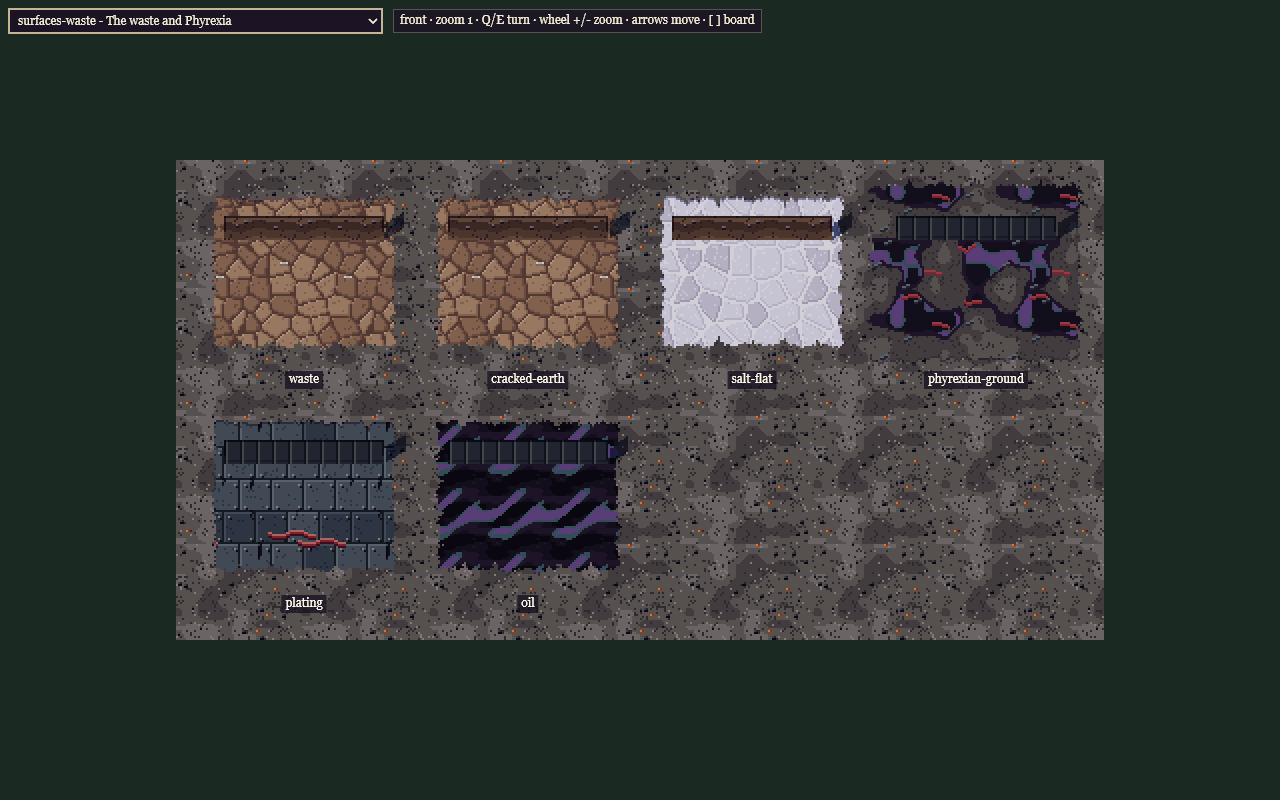 surfaces-waste - The waste and Phyrexia
front · zoom 1 · Q/E turn · wheel +/- zoom · arrows move · [ ] board
waste
cracked-earth
salt-flat
phyrexian-ground
plating
oil